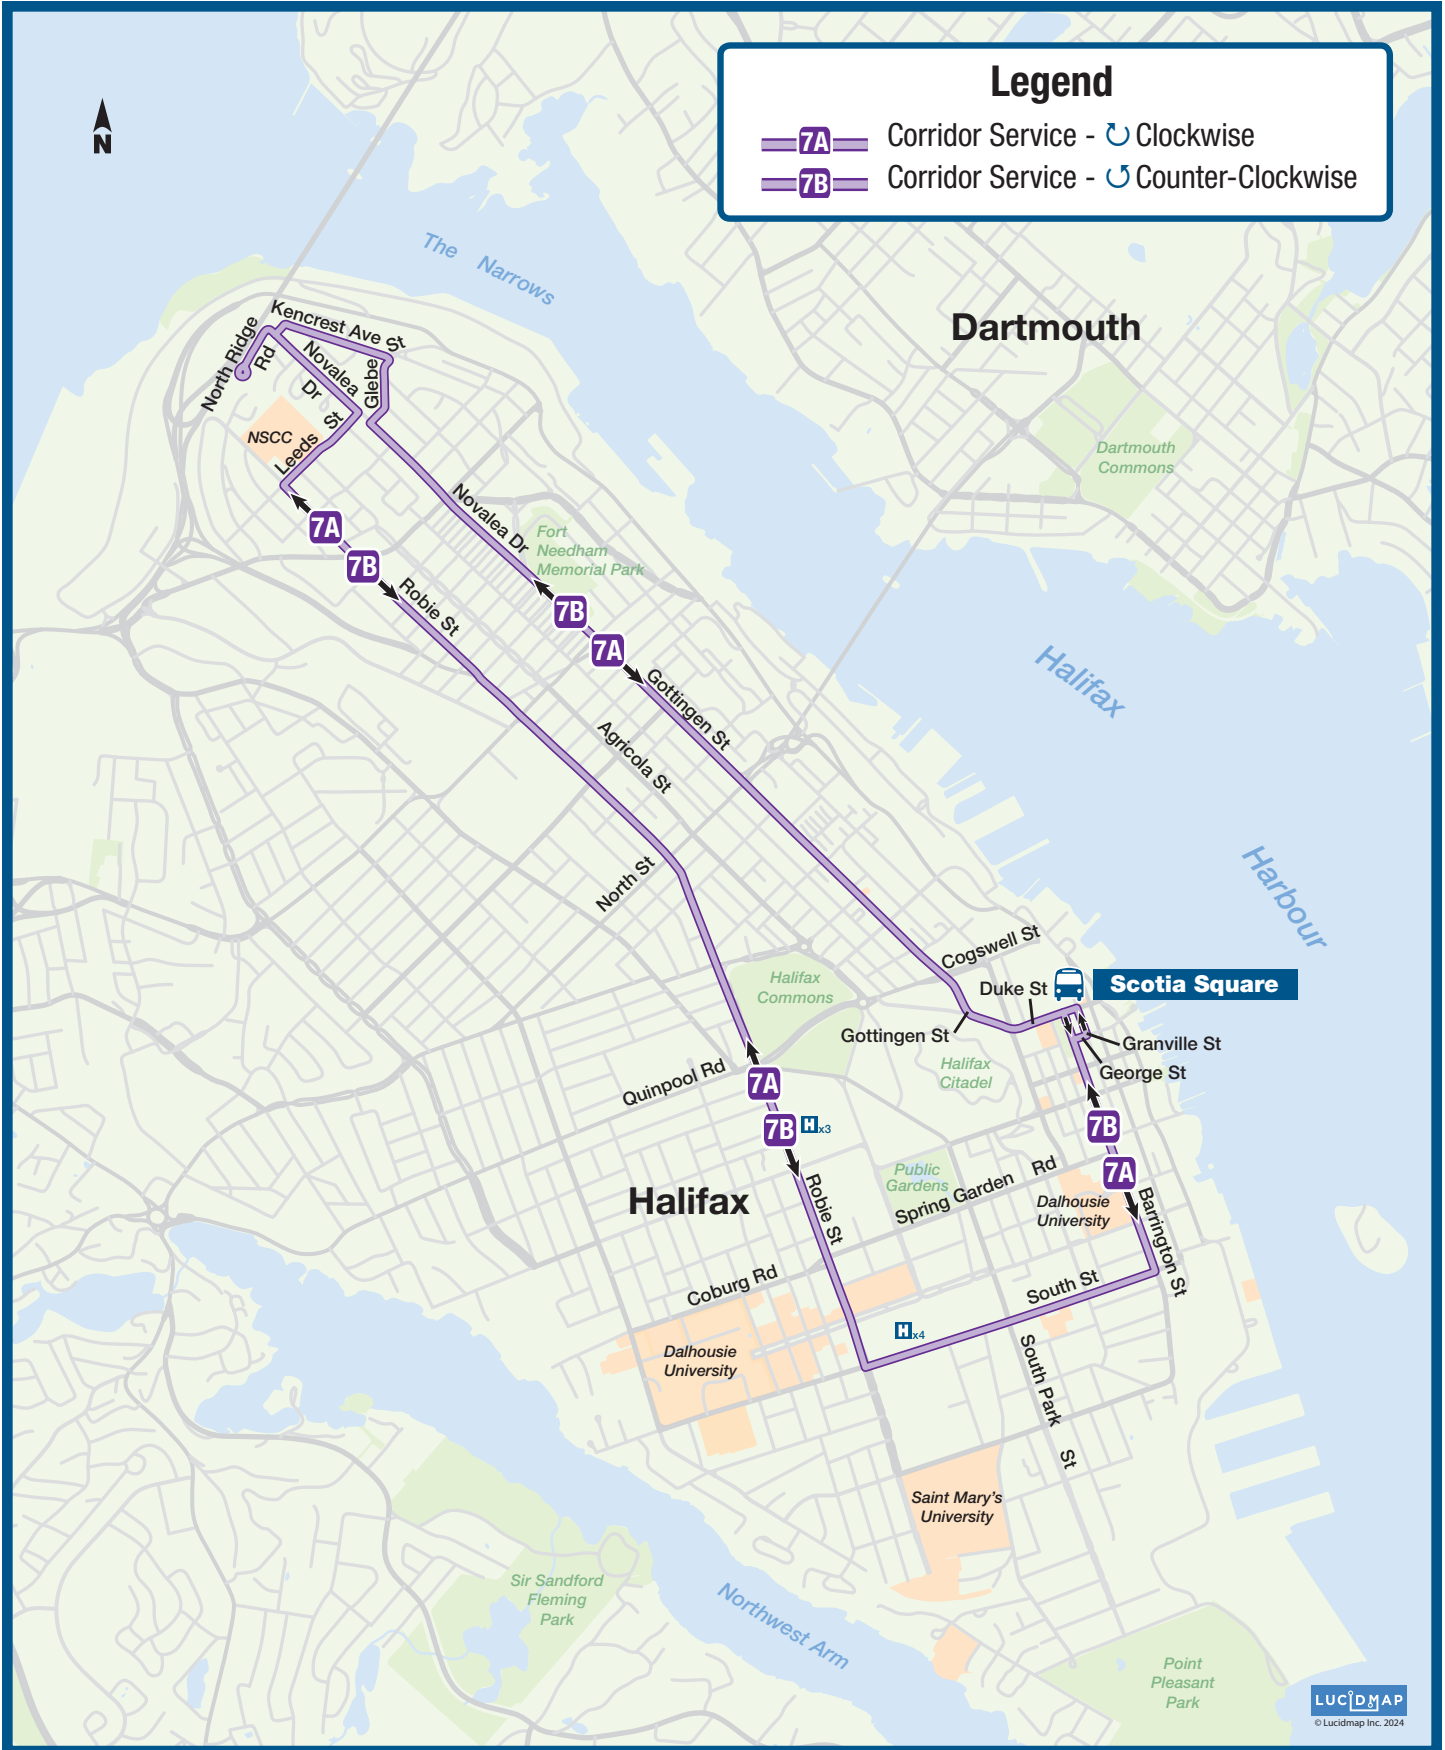 Legend
7A Corridor Service - ↻ Clockwise
7B Corridor Service - ↺ Counter-Clockwise
N
The Narrows
Dartmouth
Kencrest Ave St
North Ridge
Rd
Novalea
Dr
Glebe
St
Leeds
NSCC
Dartmouth
Commons
7A
7B
Novalea Dr
Fort
Needham
Memorial Park
Robie St
7B
7A
Gottingen St
Halifax
Harbour
Agricola St
North St
Cogswell St
Halifax
Commons
Duke St
Scotia Square
Gottingen St
Granville St
George St
Halifax
Citadel
Quinpool Rd
7A
7B
H x3
7B
7A
Public
Gardens
Spring Garden Rd
Halifax
Robie St
Dalhousie
University
Barrington St
Coburg Rd
South St
H x4
Dalhousie
University
South Park St
Saint Mary's
University
Sir Sandford
Fleming
Park
Northwest Arm
Point
Pleasant
Park
LUCIDMAP
© Lucidmap Inc. 2024